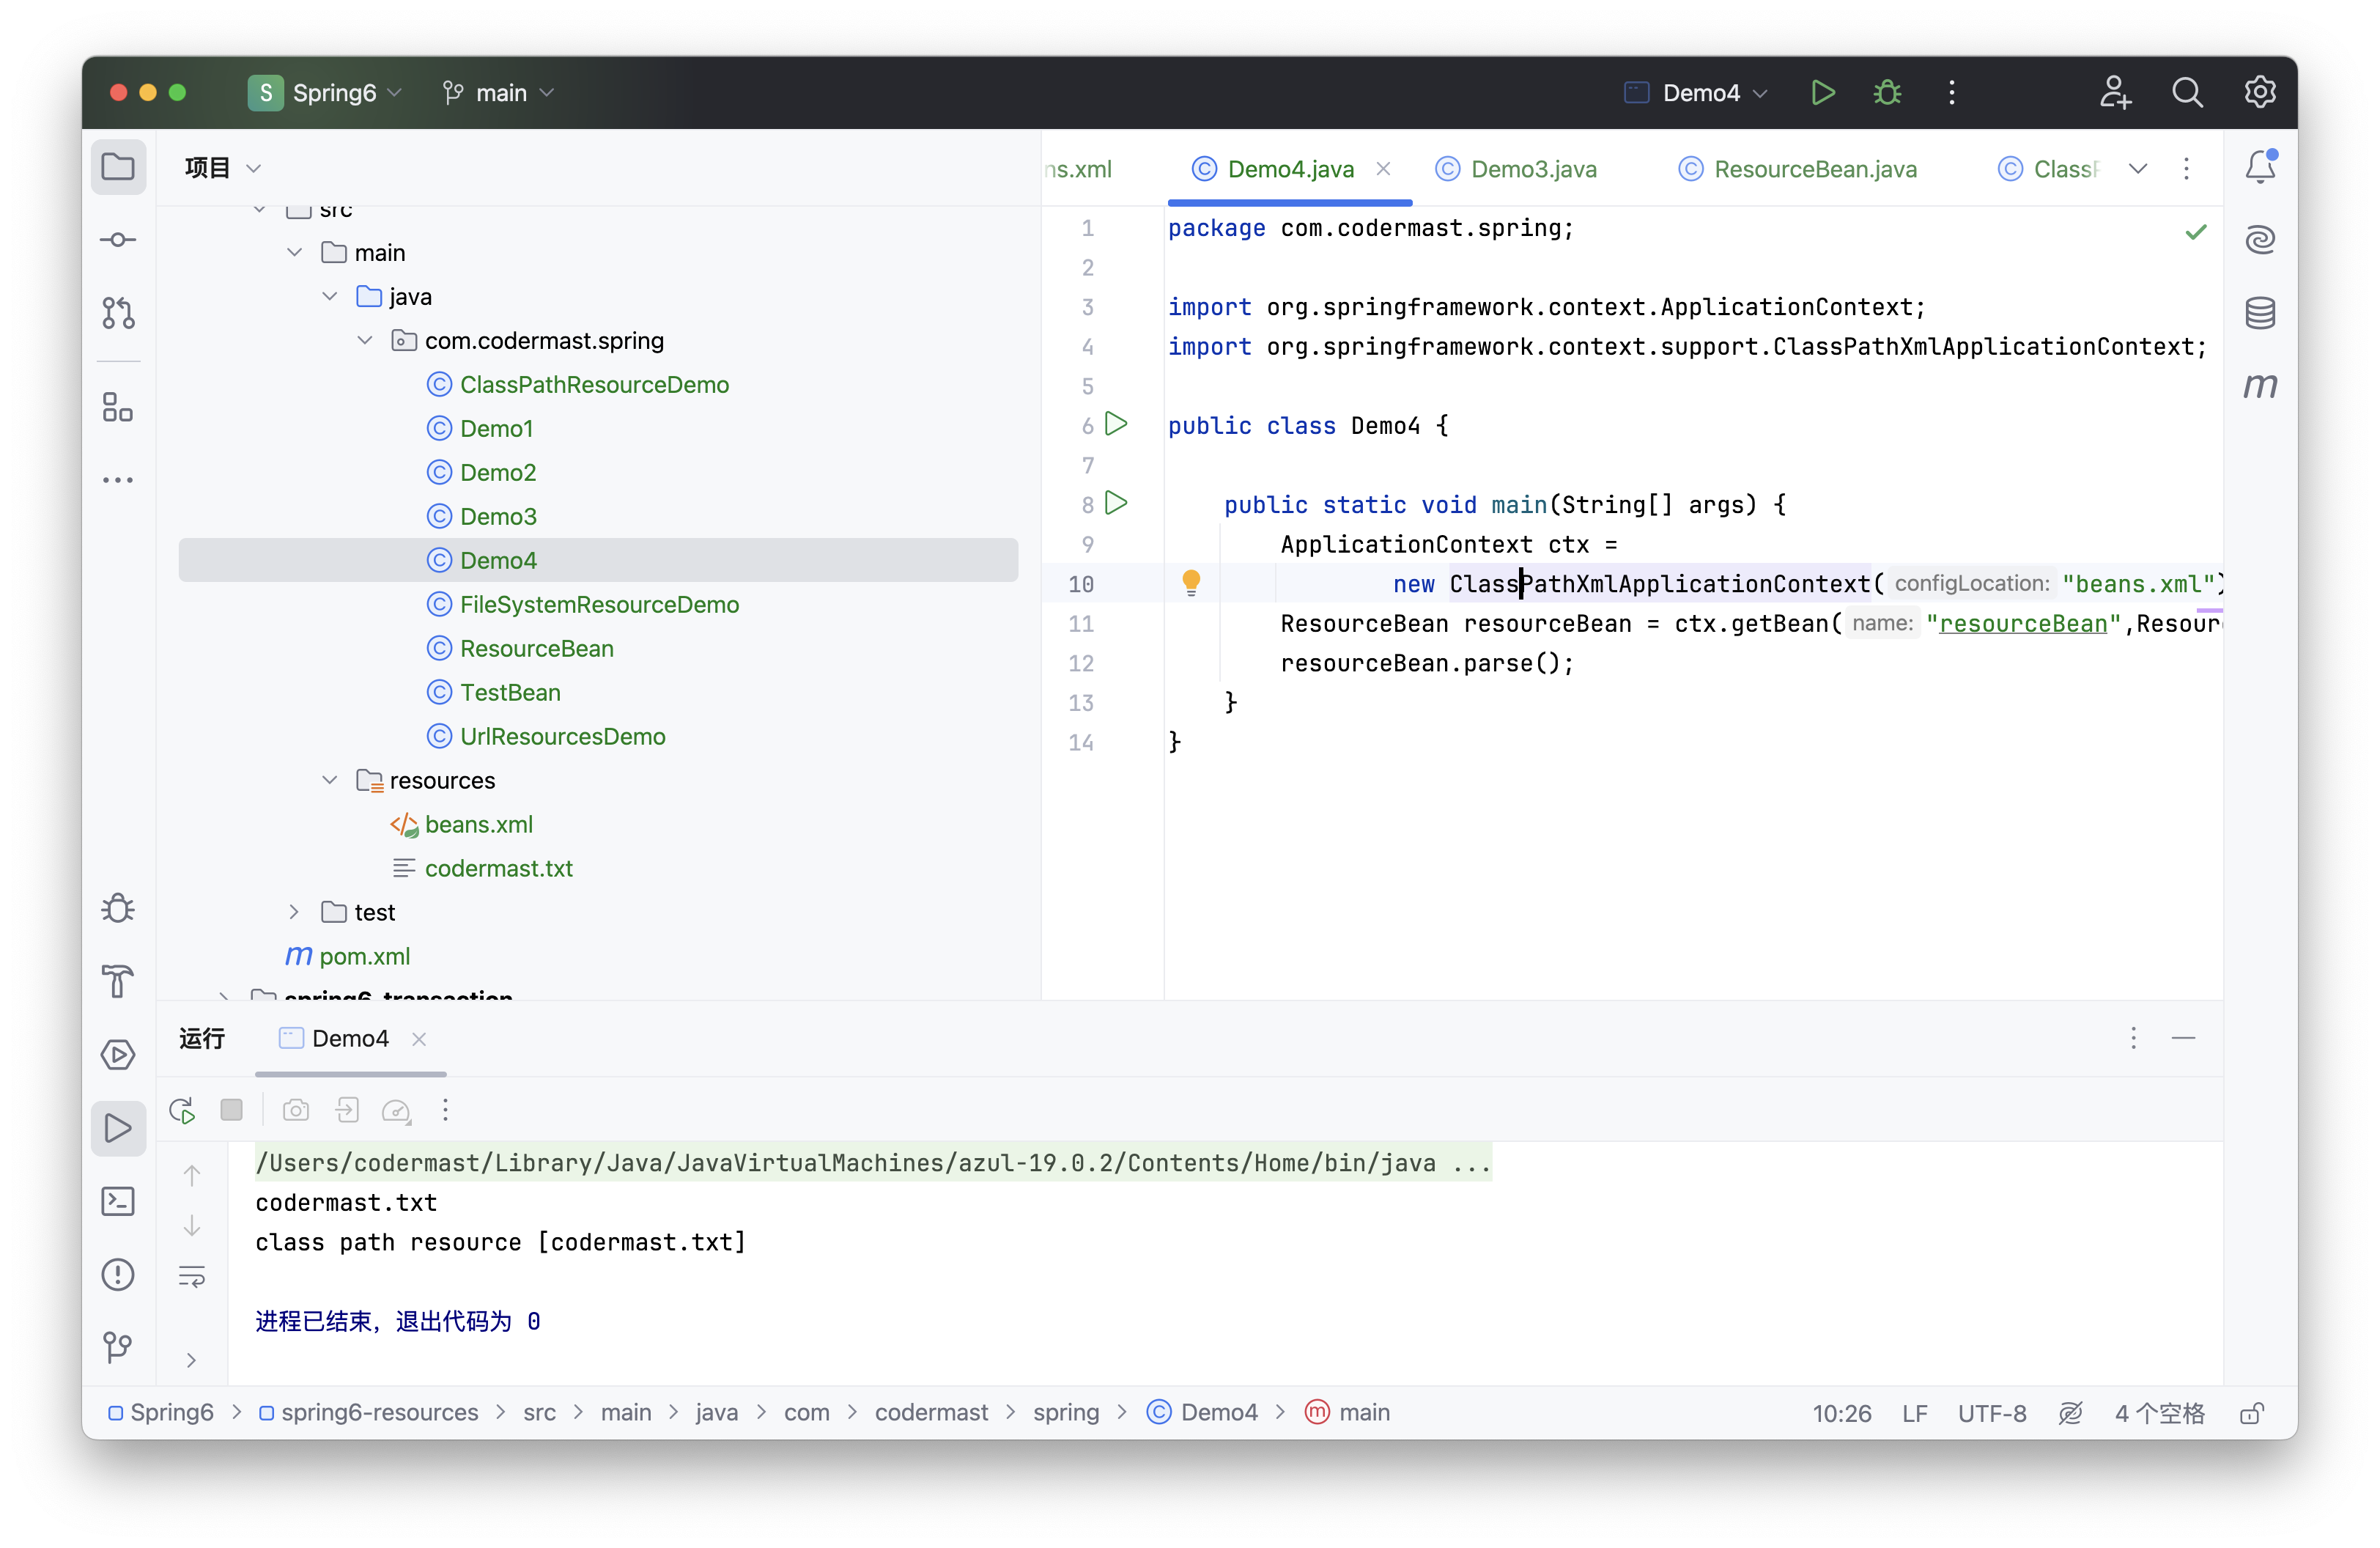 S Spring6 main Demo4
项目
src
main
java
com.codermast.spring
ClassPathResourceDemo
Demo1
Demo2
Demo3
Demo4
FileSystemResourceDemo
ResourceBean
TestBean
UrlResourcesDemo
resources
beans.xml
codermast.txt
test
m pom.xml
spring6_transaction
ns.xml Demo4.java Demo3.java ResourceBean.java Class
1 package com.codermast.spring;
2
3 import org.springframework.context.ApplicationContext;
4 import org.springframework.context.support.ClassPathXmlApplicationContext;
5
6 public class Demo4 {
7
8 public static void main(String[] args) {
9 ApplicationContext ctx =
10 new ClassPathXmlApplicationContext( configLocation: "beans.xml")
11 ResourceBean resourceBean = ctx.getBean( name: "resourceBean",Resour
12 resourceBean.parse();
13 }
14 }
m
运行 Demo4
/Users/codermast/Library/Java/JavaVirtualMachines/azul-19.0.2/Contents/Home/bin/java ...
codermast.txt
class path resource [codermast.txt]
进程已结束，退出代码为 0
Spring6 > spring6-resources > src > main > java > com > codermast > spring > Demo4 > main 10:26 LF UTF-8 4 个空格